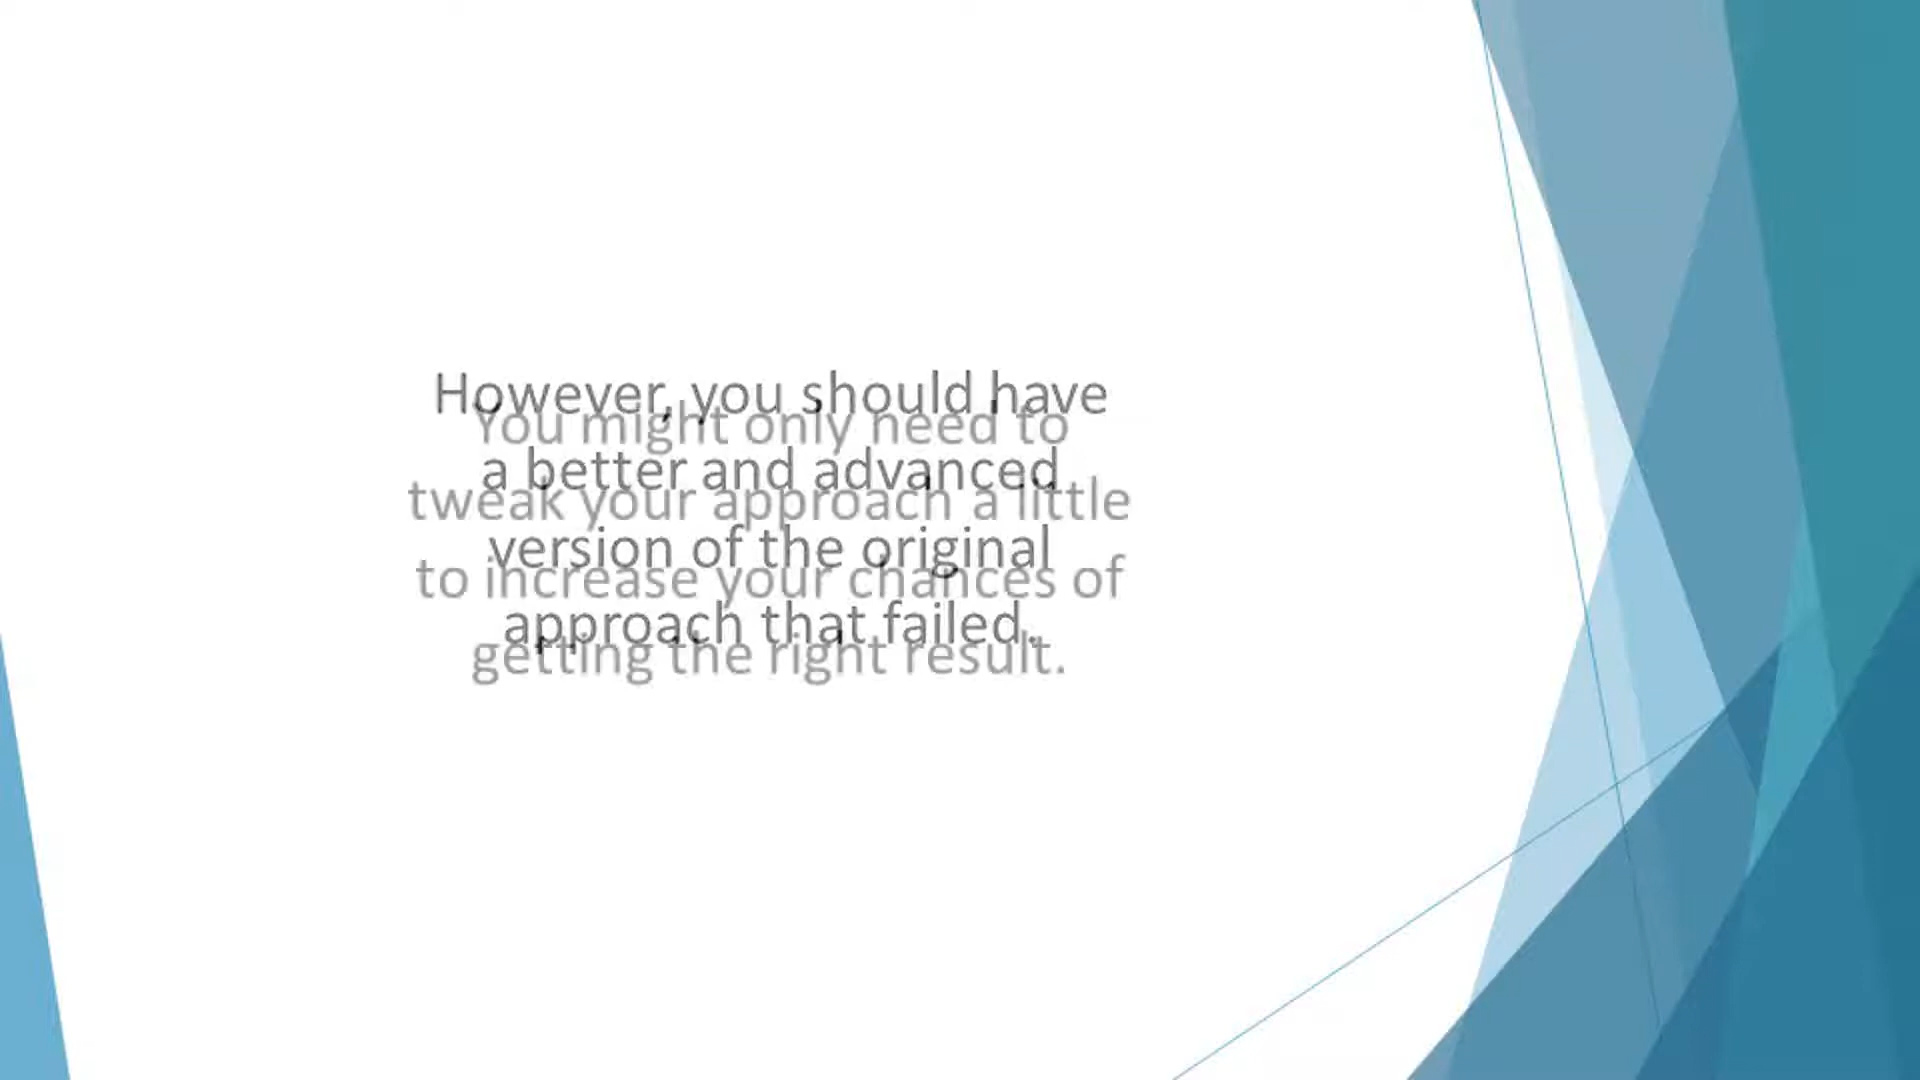 However, you should have
a better and advanced
version of the original
approach that failed.
You might only need to
tweak your approach a little
to increase your chances of
getting the right result.